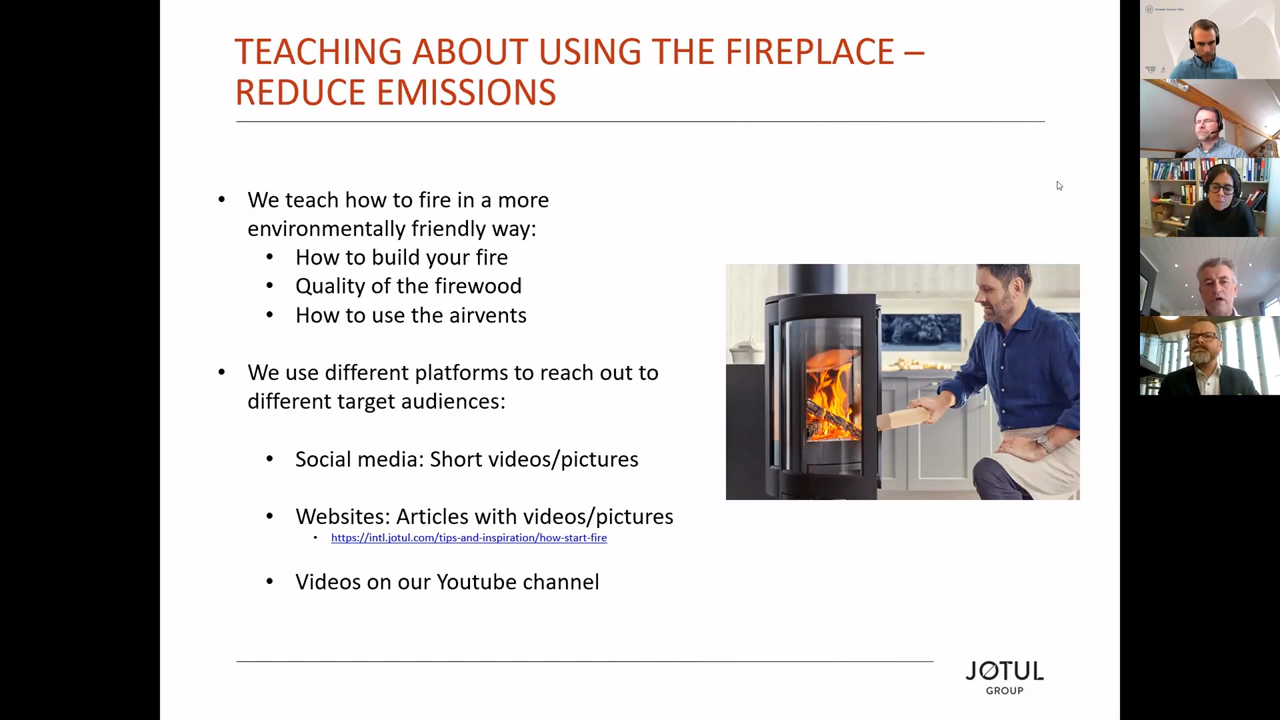 TEACHING ABOUT USING THE FIREPLACE –
REDUCE EMISSIONS
• We teach how to fire in a more
environmentally friendly way:
• How to build your fire
• Quality of the firewood
• How to use the airvents
• We use different platforms to reach out to
different target audiences:
• Social media: Short videos/pictures
• Websites: Articles with videos/pictures
• https://intl.jotul.com/tips-and-inspiration/how-start-fire
• Videos on our Youtube channel
JØTUL
GROUP